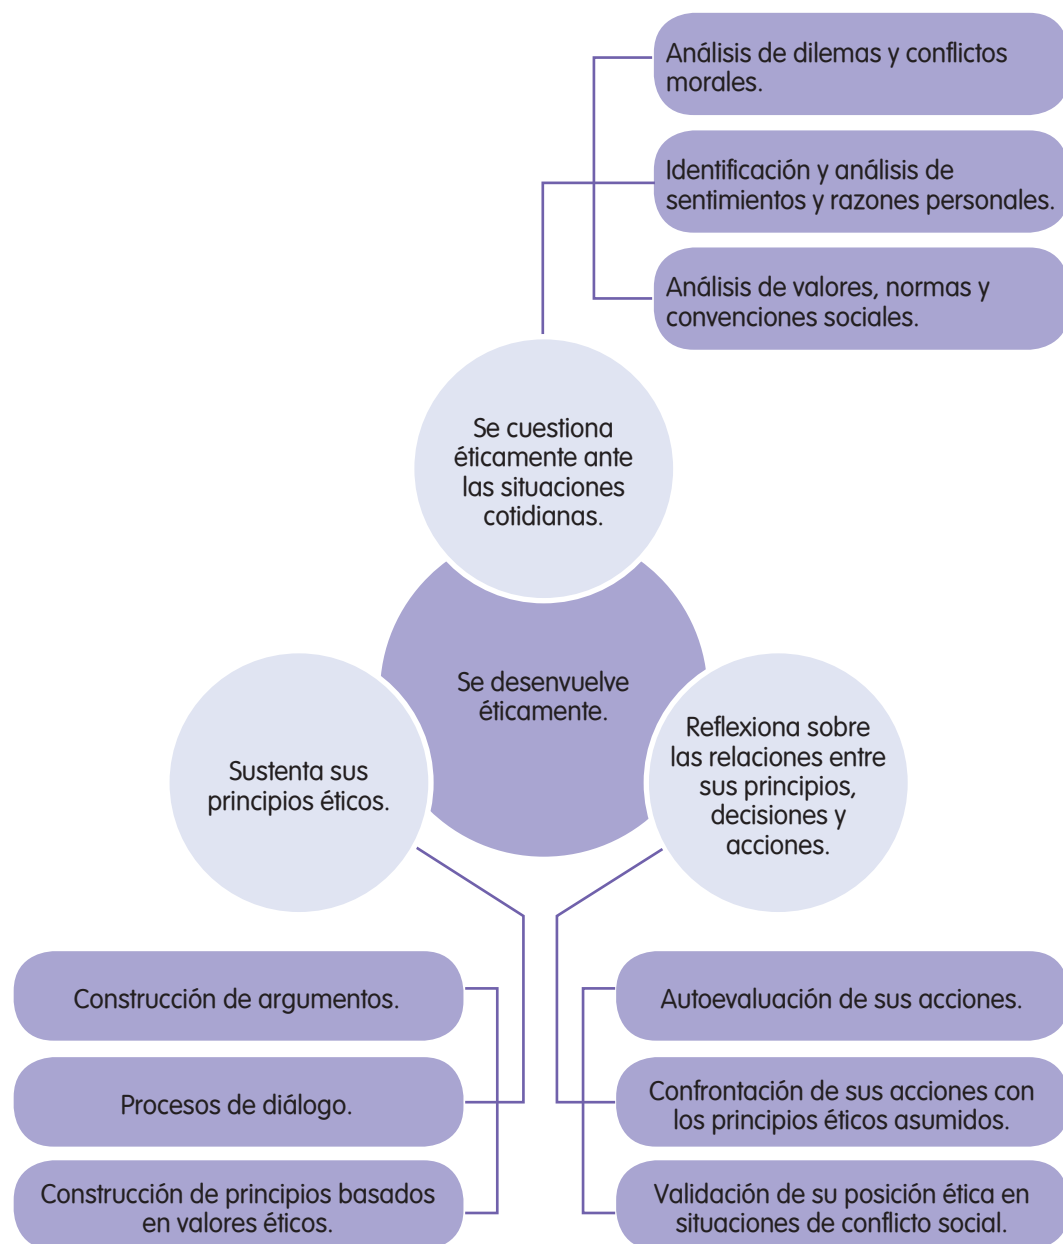 Análisis de dilemas y conflictos
morales.
Identificación y análisis de
sentimientos y razones personales.
Análisis de valores, normas y
convenciones sociales.
Se cuestiona
éticamente ante
las situaciones
cotidianas.
Se desenvuelve
éticamente.
Sustenta sus
principios éticos.
Reflexiona sobre
las relaciones entre
sus principios,
decisiones y
acciones.
Construcción de argumentos.
Procesos de diálogo.
Construcción de principios basados
en valores éticos.
Autoevaluación de sus acciones.
Confrontación de sus acciones con
los principios éticos asumidos.
Validación de su posición ética en
situaciones de conflicto social.